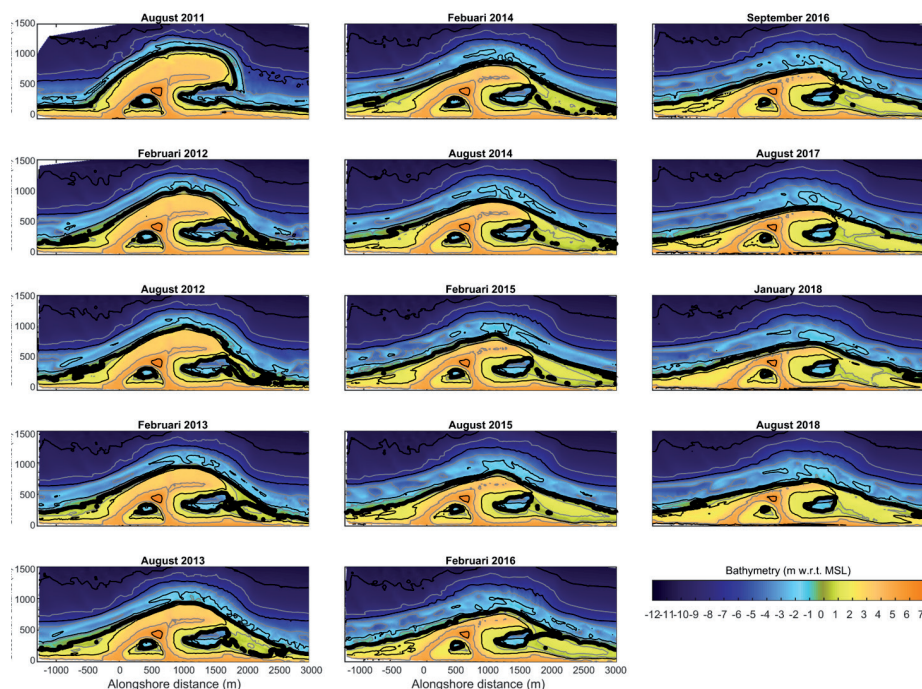 August 2011
1500
1000
500
0
Februari 2012
1500
1000
500
0
August 2012
1500
1000
500
0
Februari 2013
1500
1000
500
0
August 2013
1500
1000
500
0
-1000 -500 0 500 1000 1500 2000 2500 3000
Alongshore distance (m)
Febuari 2014
August 2014
Februari 2015
August 2015
Februari 2016
-1000 -500 0 500 1000 1500 2000 2500 3000
Alongshore distance (m)
September 2016
August 2017
January 2018
August 2018
Bathymetry (m w.r.t. MSL)
-12-11-10-9 -8 -7 -6 -5 -4 -3 -2 -1 0 1 2 3 4 5 6 7